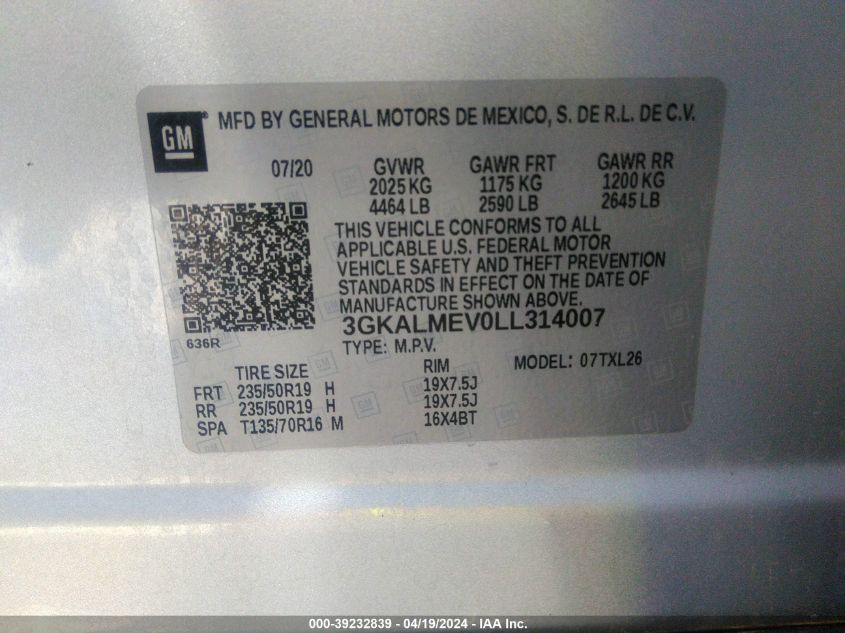 GM ® MFD BY GENERAL MOTORS DE MEXICO, S. DE R.L. DE C.V.
07/20 GVWR GAWR FRT GAWR RR
2025 KG 1175 KG 1200 KG
4464 LB 2590 LB 2645 LB
THIS VEHICLE CONFORMS TO ALL
APPLICABLE U.S. FEDERAL MOTOR
VEHICLE SAFETY AND THEFT PREVENTION
STANDARDS IN EFFECT ON THE DATE OF
MANUFACTURE SHOWN ABOVE.
636R 3GKALMEV0LL314007
TYPE: M.P.V. MODEL: 07TXL26
TIRE SIZE RIM
FRT 235/50R19 H 19X7.5J
RR 235/50R19 H 19X7.5J
SPA T135/70R16 M 16X4BT
000-39232839 - 04/19/2024 - IAA Inc.